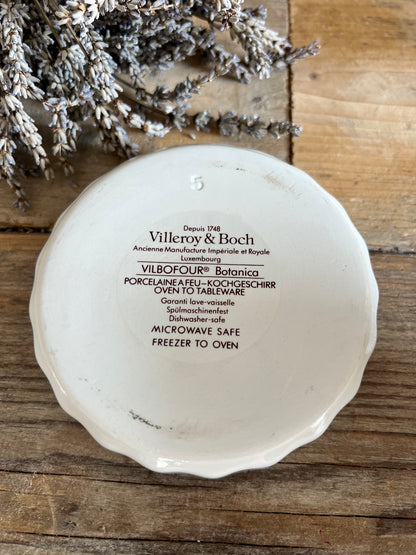 5
Depuis 1748
Villeroy & Boch
Ancienne Manufacture Impériale et Royale
Luxembourg
VILBOFOUR® Botanica
PORCELAINE A FEU–KOCHGESCHIRR
OVEN TO TABLEWARE
Garanti lave-vaisselle
Spülmaschinenfest
Dishwasher-safe
MICROWAVE SAFE
FREEZER TO OVEN